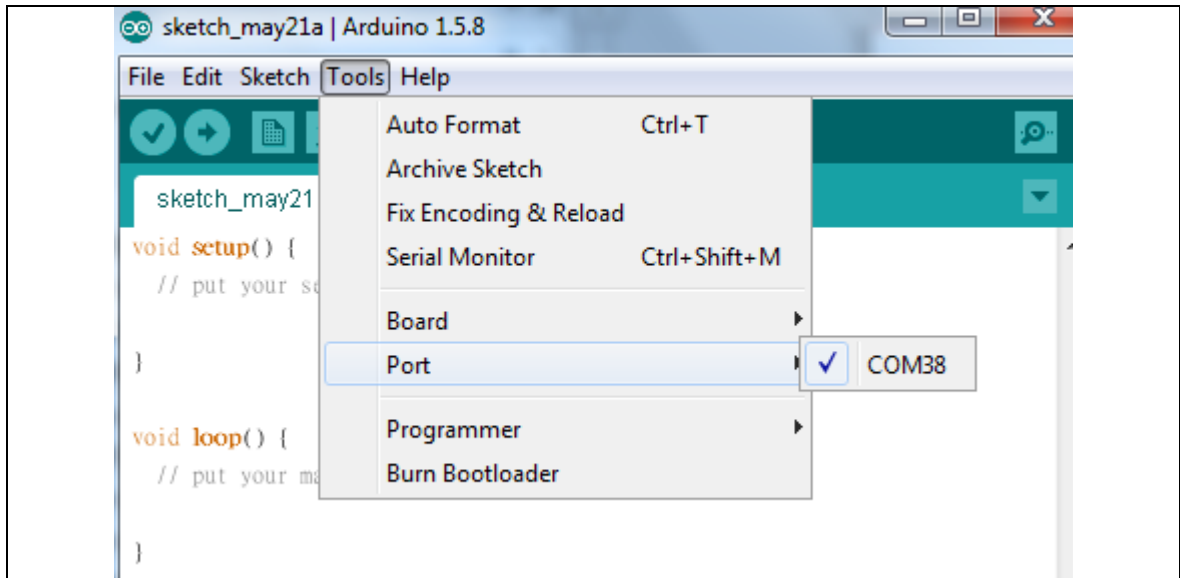 sketch_may21a | Arduino 1.5.8
File Edit Sketch Tools Help
Auto Format Ctrl+T
Archive Sketch
sketch_may21
Fix Encoding & Reload
void setup() {
Serial Monitor Ctrl+Shift+M
// put your
Board
}
Port
COM38
void loop() {
Programmer
// put your
Burn Bootloader
}